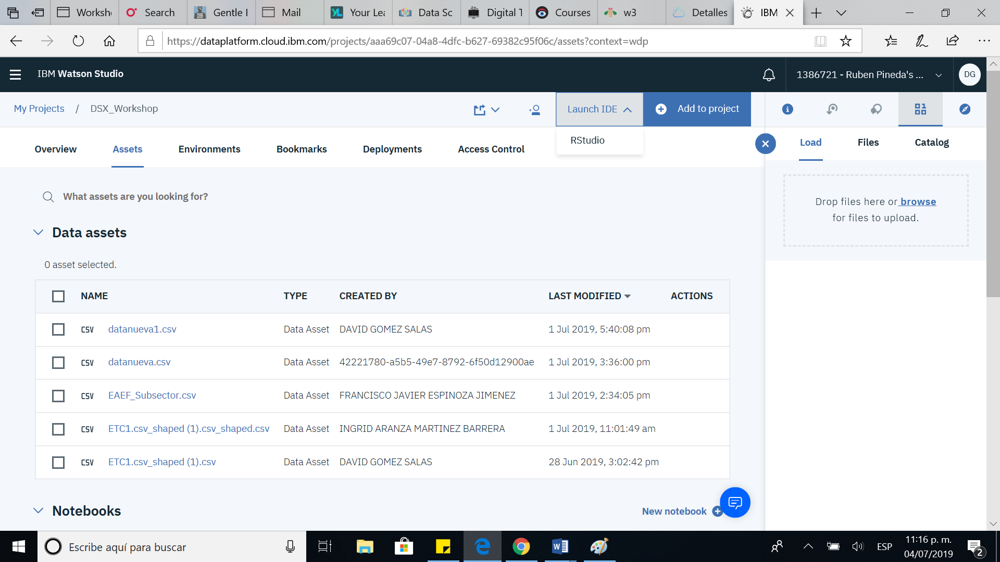 Worksh
Search
Gentle I
Mail
Your Lea
Data Sc
Digital T
Courses
w3
Detalles
IBM
https://dataplatform.cloud.ibm.com/projects/aaa69c07-04a8-4dfc-b627-69382c95f06c/assets?context=wdp
IBM Watson Studio
1386721 - Ruben Pineda's ...
DG
My Projects / DSX_Workshop
Launch IDE
Add to project
RStudio
Overview
Assets
Environments
Bookmarks
Deployments
Access Control
Load
Files
Catalog
Drop files here or browse
for files to upload.
What assets are you looking for?
Data assets
0 asset selected.
NAME TYPE CREATED BY LAST MODIFIED ACTIONS
CSV datanueva1.csv Data Asset DAVID GOMEZ SALAS 1 Jul 2019, 5:40:08 pm
CSV datanueva.csv Data Asset 42221780-a5b5-49e7-8792-6f50d12900ae 1 Jul 2019, 3:36:00 pm
CSV EAEF_Subsector.csv Data Asset FRANCISCO JAVIER ESPINOZA JIMENEZ 1 Jul 2019, 2:34:05 pm
CSV ETC1.csv_shaped (1).csv_shaped.csv Data Asset INGRID ARANZA MARTINEZ BARRERA 1 Jul 2019, 11:01:49 am
CSV ETC1.csv_shaped (1).csv Data Asset DAVID GOMEZ SALAS 28 Jun 2019, 3:02:42 pm
Notebooks
New notebook
Escribe aquí para buscar
ESP
11:16 p. m.
04/07/2019
2